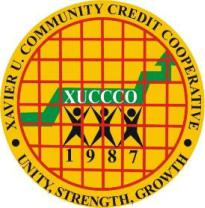 • XAVIER U. COMMUNITY CREDIT COOPERATIVE •
XUCCCO
1987
UNITY, STRENGTH, GROWTH